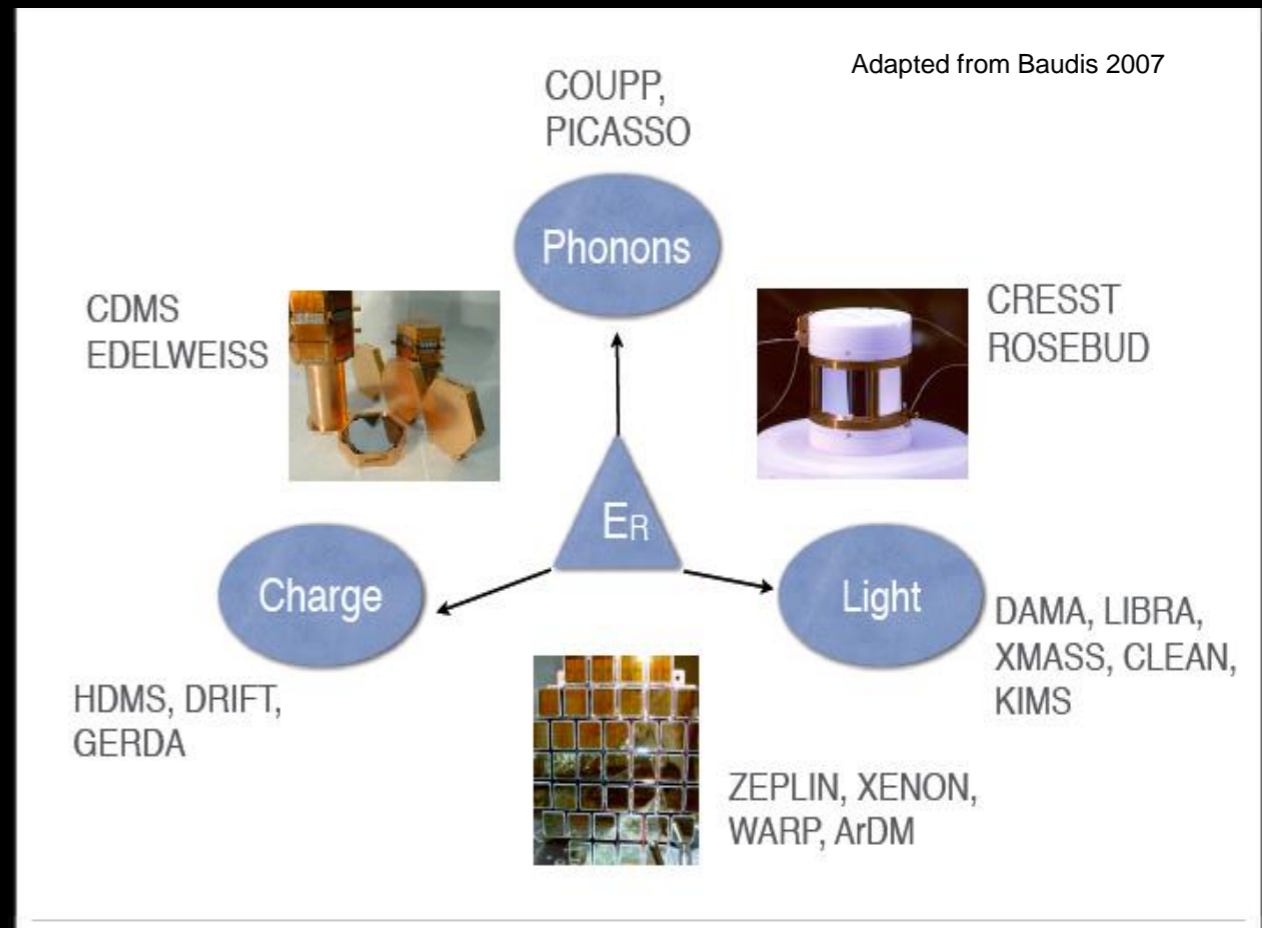 Adapted from Baudis 2007
COUPP,
PICASSO
Phonons
CDMS
EDELWEISS
CRESST
ROSEBUD
ER
Charge
Light
HDMS, DRIFT,
GERDA
DAMA, LIBRA,
XMASS, CLEAN,
KIMS
ZEPLIN, XENON,
WARP, ArDM